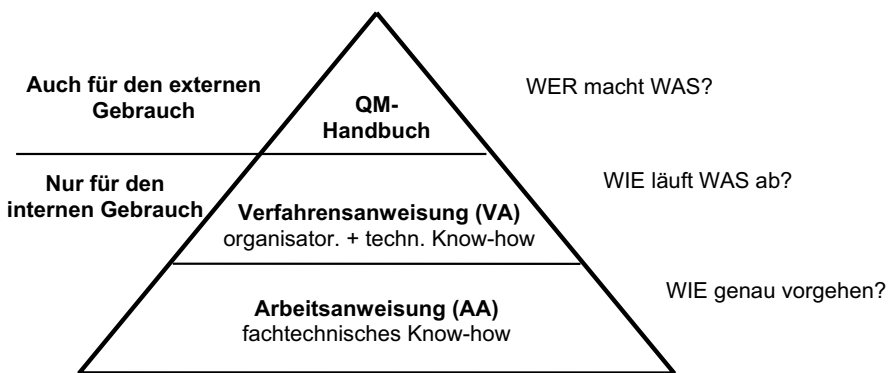 Auch für den externen
Gebrauch
QM-
Handbuch
WER macht WAS?
Nur für den
internen Gebrauch
Verfahrensanweisung (VA)
organisator. + techn. Know-how
WIE läuft WAS ab?
Arbeitsanweisung (AA)
fachtechnisches Know-how
WIE genau vorgehen?